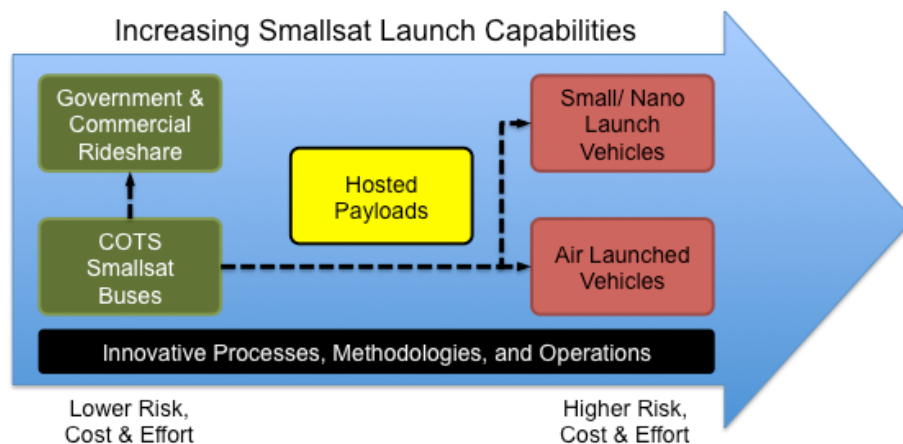 Increasing Smallsat Launch Capabilities
Government &
Commercial
Rideshare
Small/ Nano
Launch
Vehicles
Hosted
Payloads
COTS
Smallsat
Buses
Air Launched
Vehicles
Innovative Processes, Methodologies, and Operations
Lower Risk,
Cost & Effort
Higher Risk,
Cost & Effort